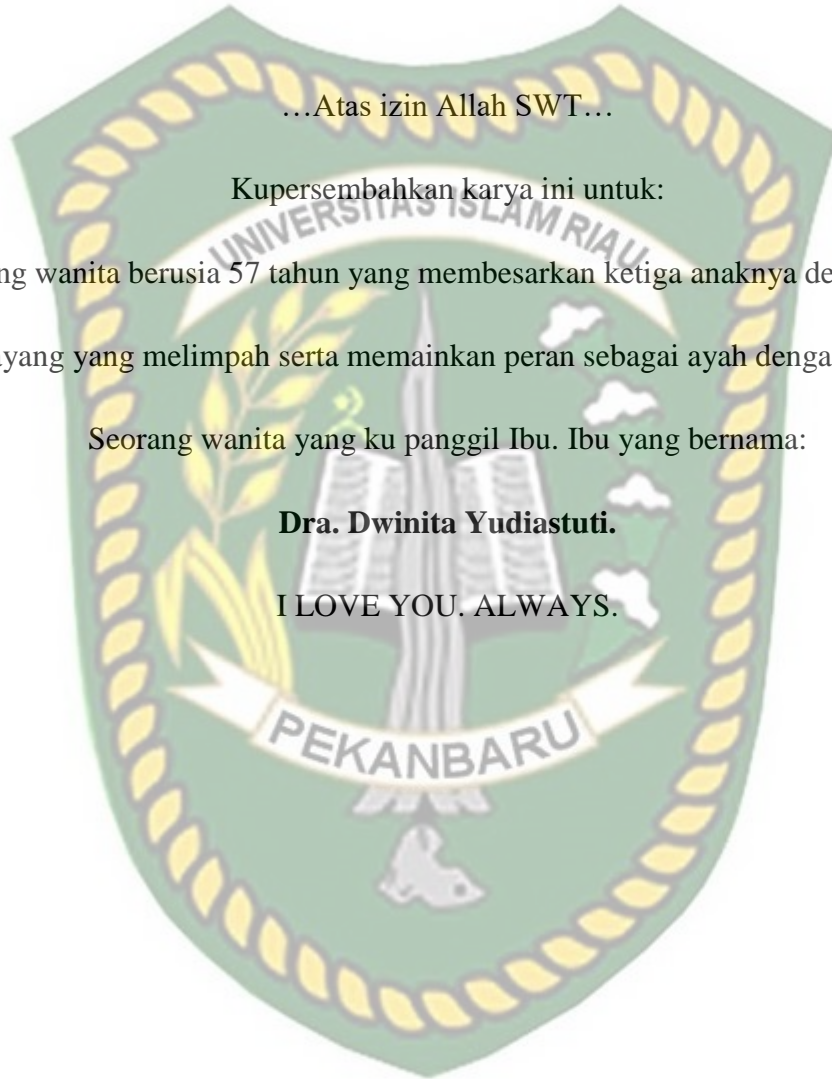 …Atas izin Allah SWT…
Kupersembahkan karya ini untuk:
UNIVERSITAS ISLAM RIAU
wanita berusia 57 tahun yang membesarkan ketiga anaknya
yang melimpah serta memainkan peran sebagai ayah
Seorang wanita yang ku panggil Ibu. Ibu yang bernama:
Dra. Dwinita Yudiastuti.
I LOVE YOU. ALWAYS.
PEKANBARU